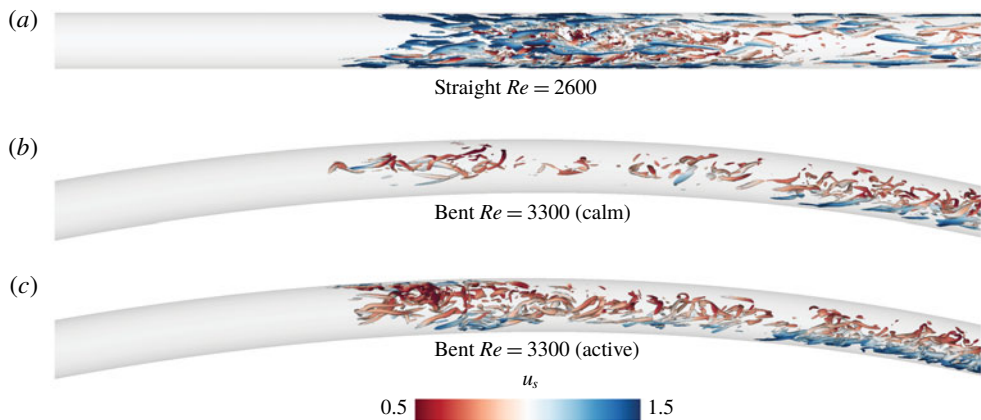 (a)
Straight Re = 2600
(b)
Bent Re = 3300 (calm)
(c)
Bent Re = 3300 (active)
u_s
0.5 1.5